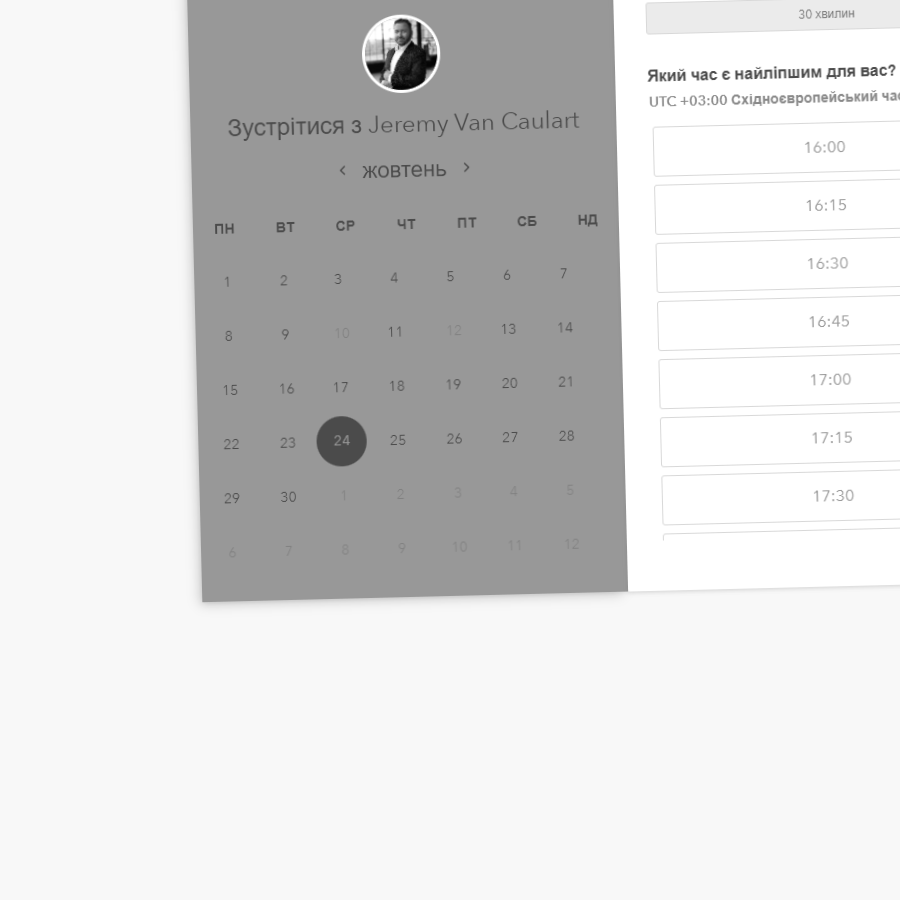 Зустрітися з Jeremy Van Caulart
‹ жовтень ›
ПН ВТ СР ЧТ ПТ СБ НД
1 2 3 4 5 6 7
8 9 10 11 12 13 14
15 16 17 18 19 20 21
22 23 24 25 26 27 28
29 30 1 2 3 4 5
6 7 8 9 10 11 12
30 хвилин
Який час є найліпшим для вас?
UTC +03:00 Східноєвропейський час
16:00
16:15
16:30
16:45
17:00
17:15
17:30